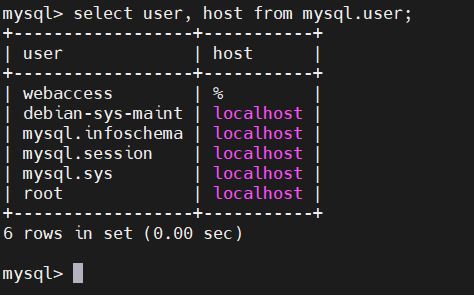 mysql> select user, host from mysql.user;
+------------------+-----------+
| user             | host      |
+------------------+-----------+
| webaccess        | %         |
| debian-sys-maint | localhost |
| mysql.infoschema | localhost |
| mysql.session    | localhost |
| mysql.sys        | localhost |
| root             | localhost |
+------------------+-----------+
6 rows in set (0.00 sec)
mysql>